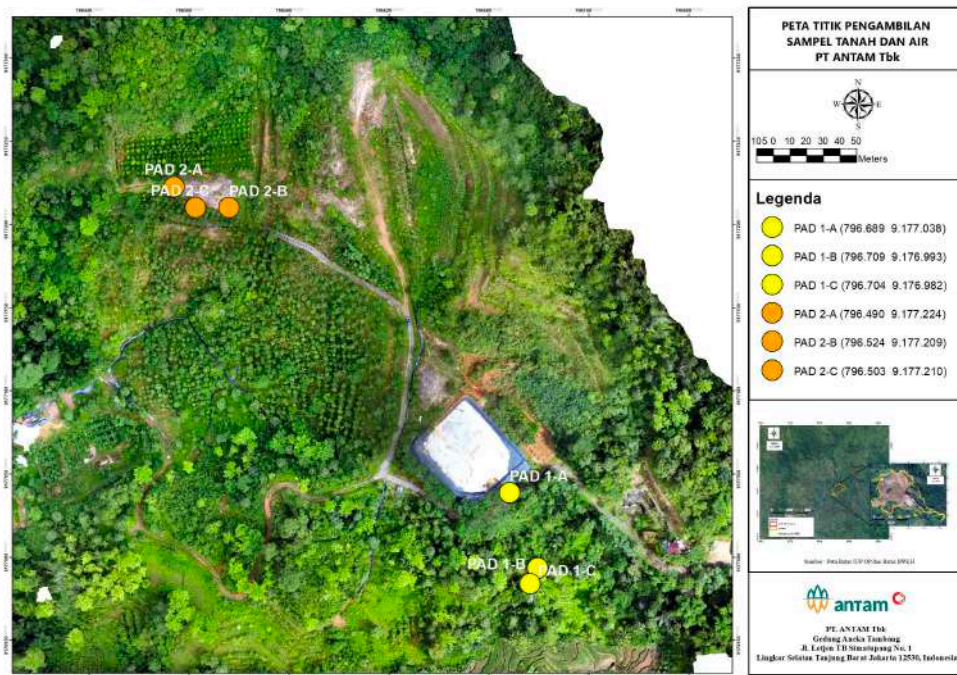 PAD 2-A
PAD 2-C PAD 2-B
PAD 1-A
PAD 1-B
PAD 1-C
PETA TITIK PENGAMBILAN
SAMPEL TANAH DAN AIR
PT ANTAM Tbk
N
W E
S
105 0 10 20 30 40 50
Meters
Legenda
PAD 1-A (796.689 9.177.038)
PAD 1-B (796.709 9.176.993)
PAD 1-C (796.704 9.176.982)
PAD 2-A (796.490 9.177.224)
PAD 2-B (796.524 9.177.209)
PAD 2-C (796.503 9.177.210)
antam
PT. ANTAM Tbk
Gedung Aneka Tambang
Jl. Letjen TB Simatupang No. 1
Lingkar Selatan Tanjung Barat Jakarta 12530, Indonesia